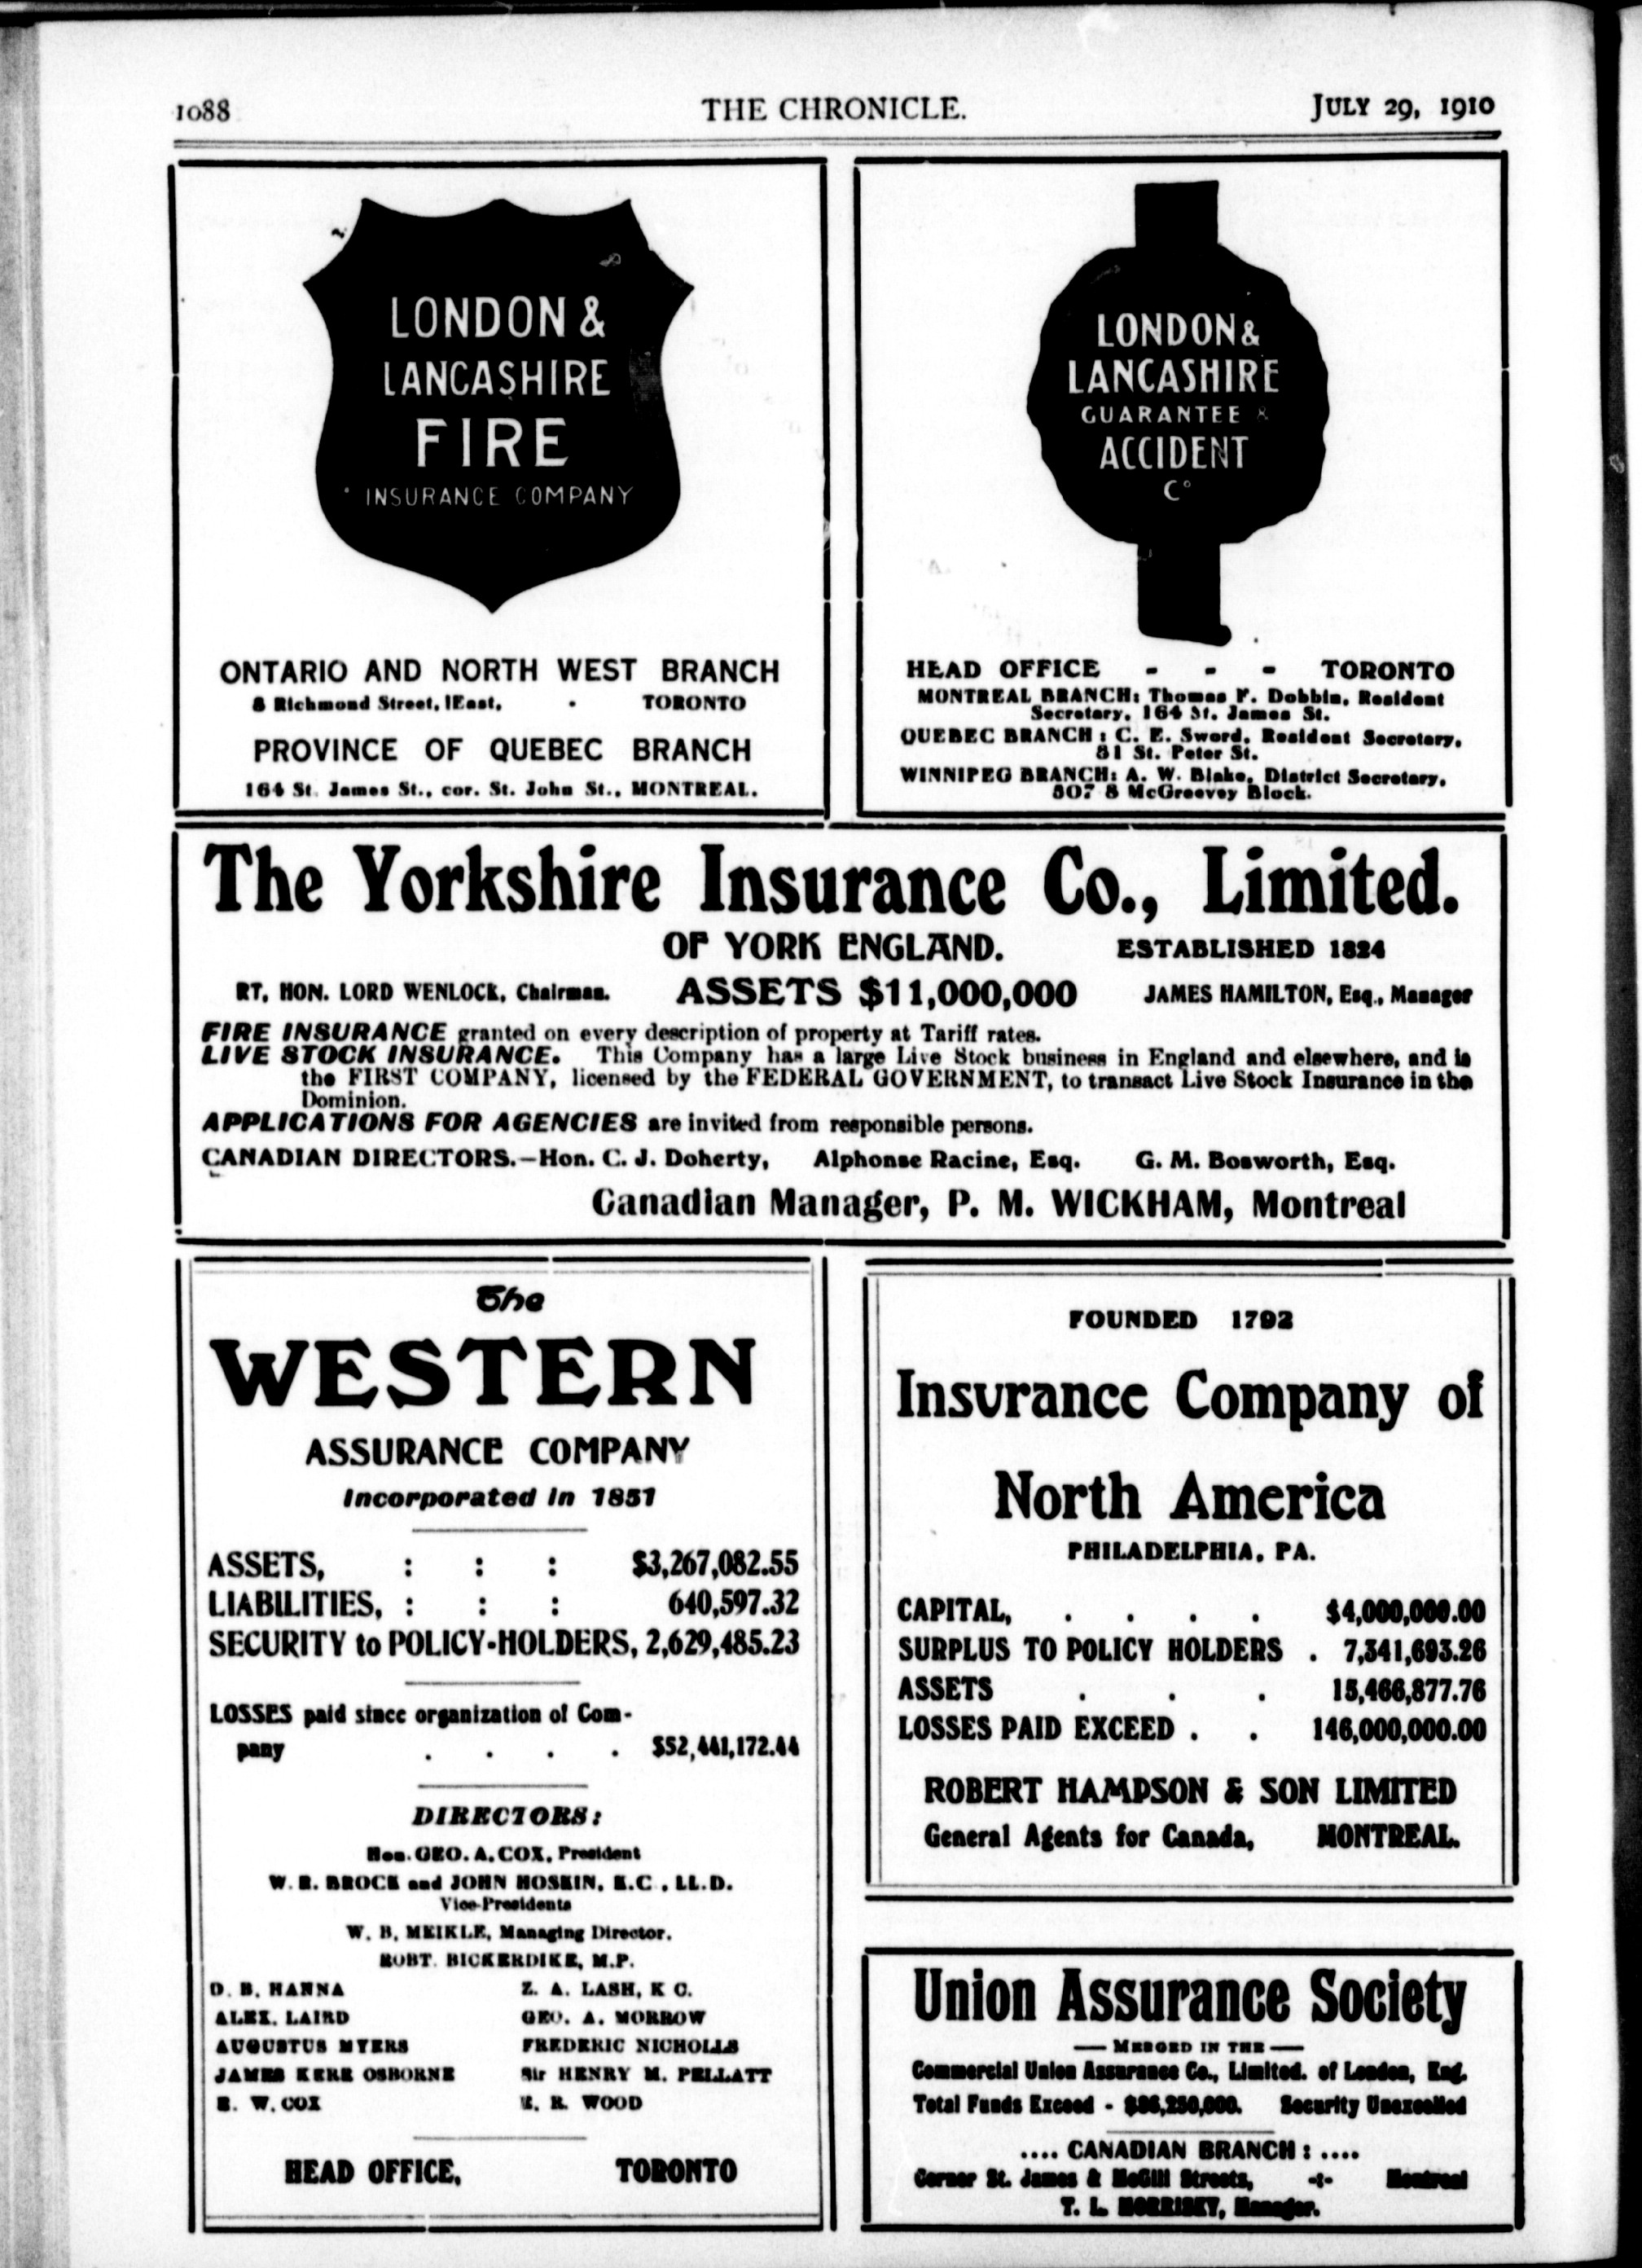 1088 THE CHRONICLE. JULY 29, 1910
LONDON &
LANCASHIRE
FIRE
INSURANCE COMPANY
ONTARIO AND NORTH WEST BRANCH
8 Richmond Street, East, - TORONTO
PROVINCE OF QUEBEC BRANCH
164 St. James St., cor. St. John St., MONTREAL.
LONDON &
LANCASHIRE
GUARANTEE &
ACCIDENT
Co
HEAD OFFICE - - - TORONTO
MONTREAL BRANCH: Thomas F. Dobbin, Resident
Secretary, 164 St. James St.
QUEBEC BRANCH: C. E. Sword, Resident Secretary,
81 St. Peter St.
WINNIPEG BRANCH: A. W. Blake, District Secretary,
507 8 McGreevey Block.
The Yorkshire Insurance Co., Limited.
OF YORK ENGLAND. ESTABLISHED 1824
RT. HON. LORD WENLOCK, Chairman. ASSETS $11,000,000 JAMES HAMILTON, Esq., Manager
FIRE INSURANCE granted on every description of property at Tariff rates.
LIVE STOCK INSURANCE. This Company has a large Live Stock business in England and elsewhere, and is
the FIRST COMPANY, licensed by the FEDERAL GOVERNMENT, to transact Live Stock Insurance in the
Dominion.
APPLICATIONS FOR AGENCIES are invited from responsible persons.
CANADIAN DIRECTORS.—Hon. C. J. Doherty, Alphonse Racine, Esq. G. M. Bosworth, Esq.
Canadian Manager, P. M. WICKHAM, Montreal
The
WESTERN
ASSURANCE COMPANY
Incorporated in 1851
ASSETS, : : : $3,267,082.55
LIABILITIES, : : : 640,597.32
SECURITY to POLICY-HOLDERS, 2,629,485.23
LOSSES paid since organization of Com-
pany . . . . $52,441,172.44
DIRECTORS:
Hon. GEO. A. COX, President
W. R. BROCK and JOHN HOSKIN, K.C., LL.D.
Vice-Presidents
W. B. MEIKLE, Managing Director.
ROBT. BICKERDIKE, M.P.
D. B. HANNA Z. A. LASH, K C.
ALEX. LAIRD GEO. A. MORROW
AUGUSTUS MYERS FREDERIC NICHOLLS
JAMES KERR OSBORNE Sir HENRY M. PELLATT
E. W. COX E. R. WOOD
HEAD OFFICE, TORONTO
FOUNDED 1792
Insurance Company of
North America
PHILADELPHIA, PA.
CAPITAL, . . . . $4,000,000.00
SURPLUS TO POLICY HOLDERS . 7,341,693.26
ASSETS . . . 15,466,877.76
LOSSES PAID EXCEED . . 146,000,000.00
ROBERT HAMPSON & SON LIMITED
General Agents for Canada, MONTREAL.
Union Assurance Society
— MERGED IN THE —
Commercial Union Assurance Co., Limited. of London, Eng.
Total Funds Exceed - $86,250,000. Security Unexcelled
.... CANADIAN BRANCH: ....
Corner St. James & McGill Streets, -:- Montreal
T. L. MORRISEY, Manager.